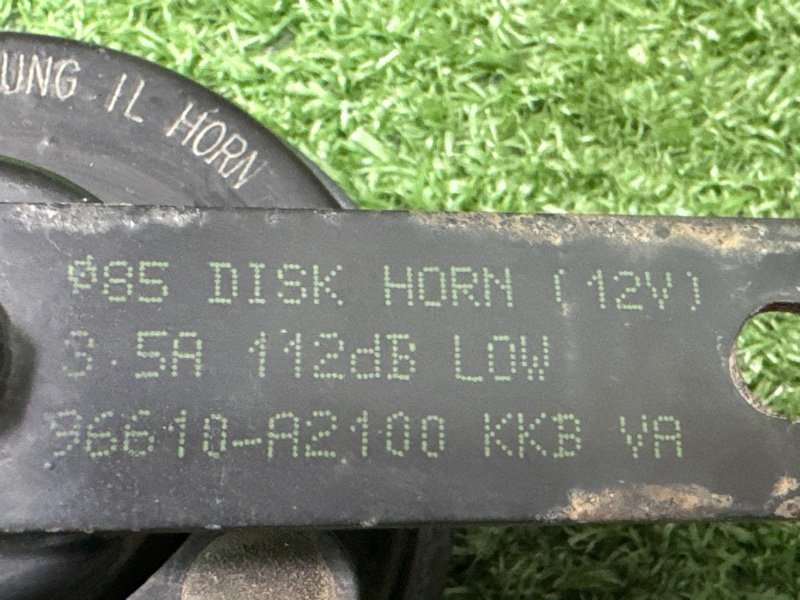 UNG IL HORN
Ø85 DISK HORN (12V)
3.5A 112dB LOW
96610-A2100 KKB VA